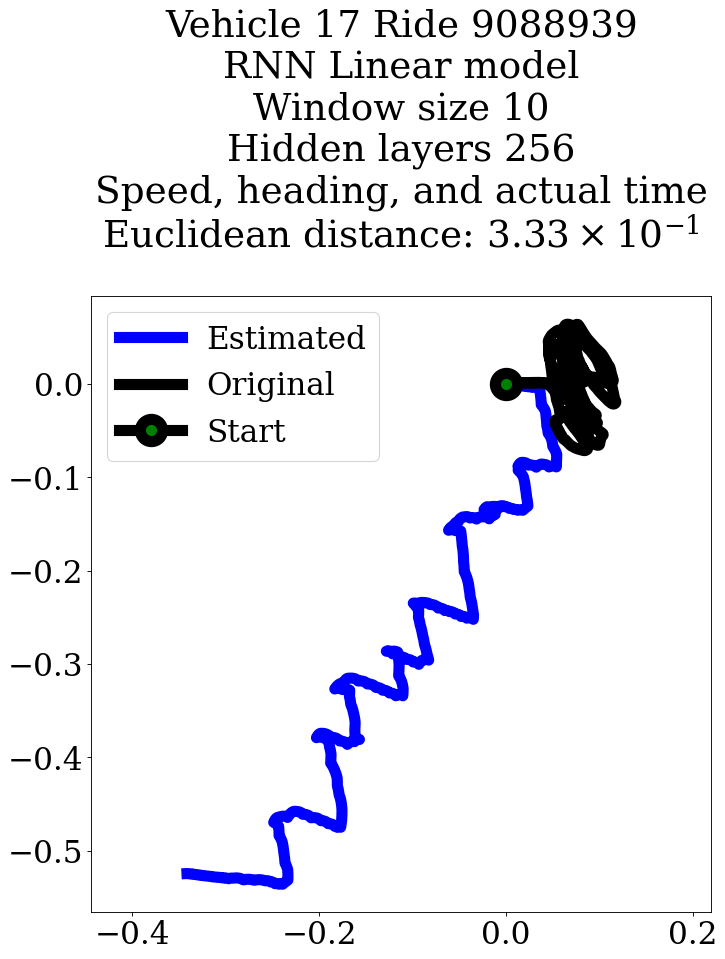 Vehicle 17 Ride 9088939
RNN Linear model
Window size 10
Hidden layers 256
Speed, heading, and actual time
Euclidean distance: 3.33 × 10⁻¹
Estimated
Original
Start
0.0
−0.1
−0.2
−0.3
−0.4
−0.5
−0.4 −0.2 0.0 0.2